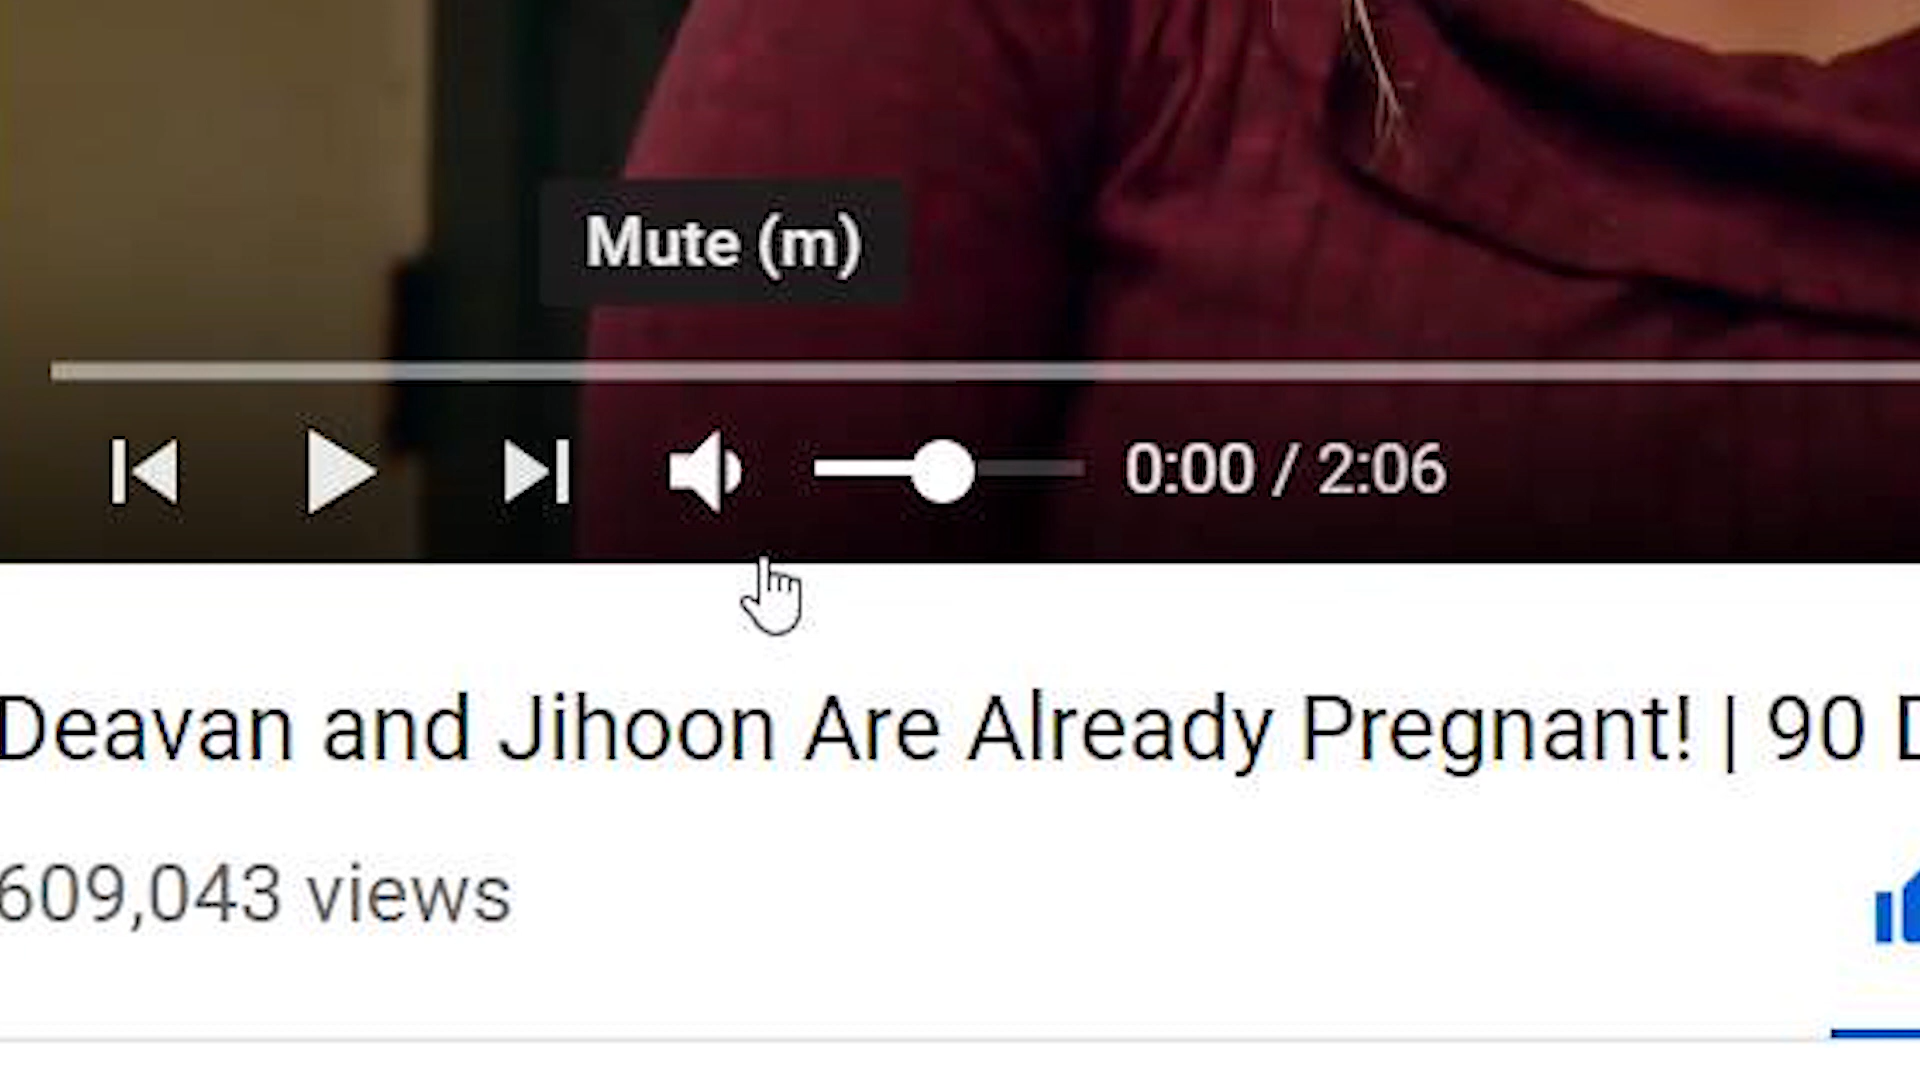 Mute (m)
0:00 / 2:06
Deavan and Jihoon Are Already Pregnant! | 90
609,043 views